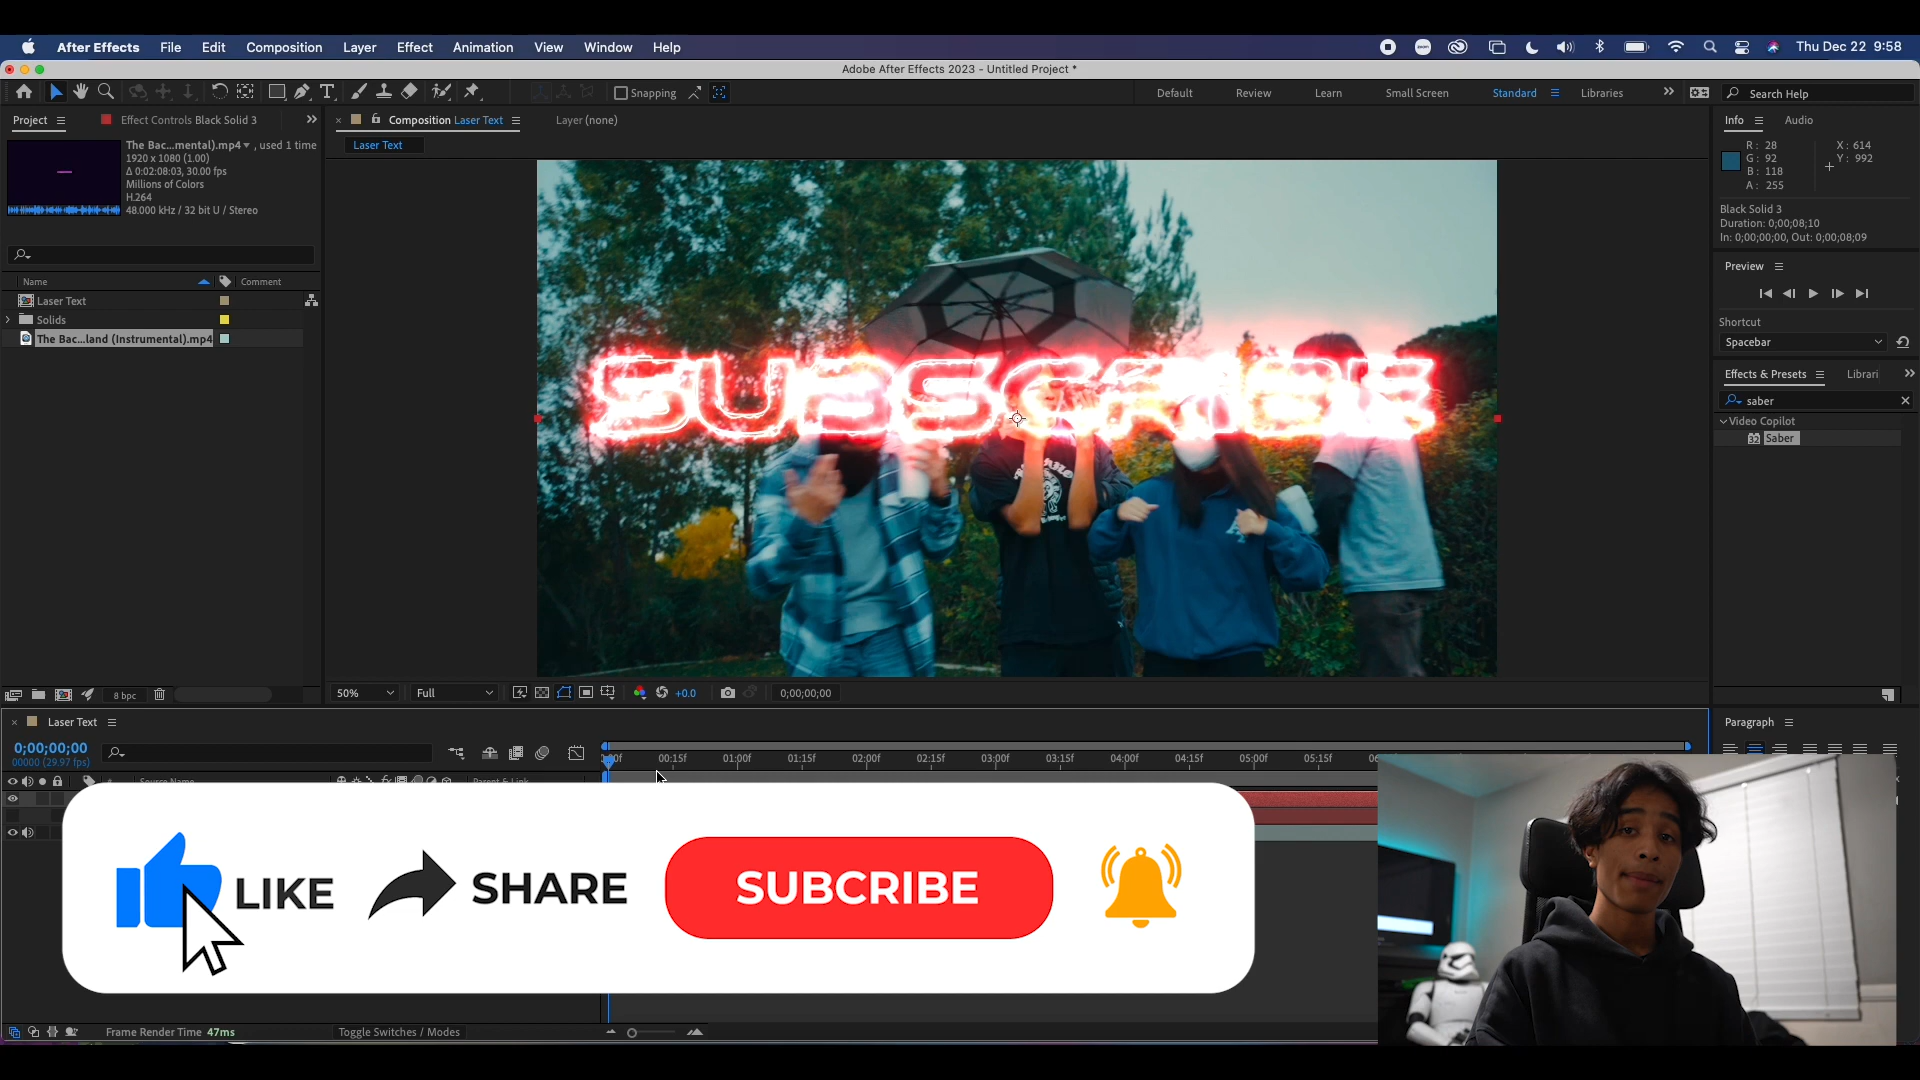 After Effects File Edit Composition Layer Effect Animation View Window Help Thu Dec 22 9:58
Adobe After Effects 2023 - Untitled Project *
Snapping Default Review Learn Small Screen Standard Libraries Search Help
Project Effect Controls Black Solid 3 Composition Laser Text Layer (none) Info Audio
Laser Text
The Bac...mental).mp4 , used 1 time
1920 x 1080 (1.00)
Δ 0:02:08:03, 30.00 fps
Millions of Colors
H.264
48.000 kHz / 32 bit U / Stereo
R: 28 X: 614
G: 92 Y: 992
B: 118
A: 255
Black Solid 3
Duration: 0;00;08;10
In: 0;00;00;00, Out: 0;00;08;09
Preview
Shortcut
Spacebar
Effects & Presets Librari
saber
Video Copilot
32 Saber
Name Comment
Laser Text
Solids
The Bac...land (Instrumental).mp4
SUBSCRIBE
8 bpc
50% Full +0.0 0;00;00;00
Laser Text
Paragraph
0;00;00;00
00000 (29.97 fps)
00:15f 01:00f 01:15f 02:00f 02:15f 03:00f 03:15f 04:00f 04:15f 05:00f 05:15f
LIKE SHARE SUBCRIBE
Frame Render Time 47ms Toggle Switches / Modes